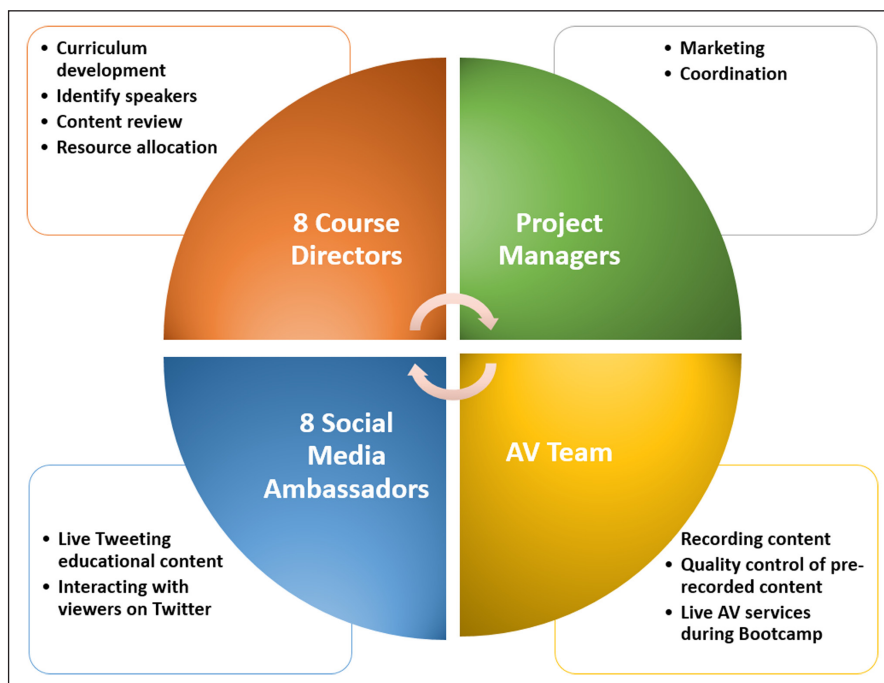 • Curriculum
development
• Identify speakers
• Content review
• Resource allocation
• Marketing
• Coordination
8 Course
Directors
Project
Managers
8 Social
Media
Ambassadors
AV Team
• Live Tweeting
educational content
• Interacting with
viewers on Twitter
Recording content
• Quality control of pre-
recorded content
• Live AV services
during Bootcamp